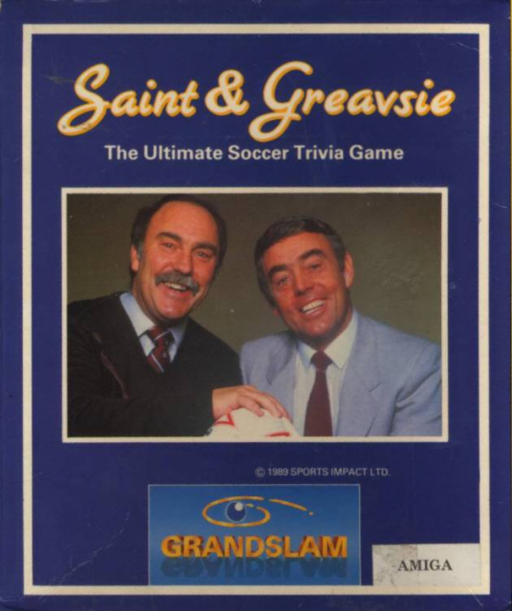 Saint & Greavsie
The Ultimate Soccer Trivia Game
© 1989 SPORTS IMPACT LTD.
GRANDSLAM
AMIGA